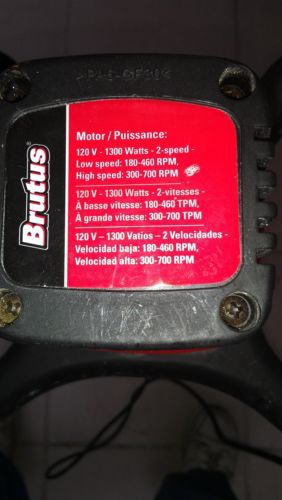 >PA6-GF30<
Brutus
Motor / Puissance:
120 V - 1300 Watts - 2-speed -
Low speed: 180-460 RPM,
High speed: 300-700 RPM
120 V - 1300 Watts - 2-vitesses -
À basse vitesse: 180-460 TPM,
À grande vitesse: 300-700 TPM
120 V – 1300 Vatios – 2 Velocidades -
Velocidad baja: 180-460 RPM,
Velocidad alta: 300-700 RPM